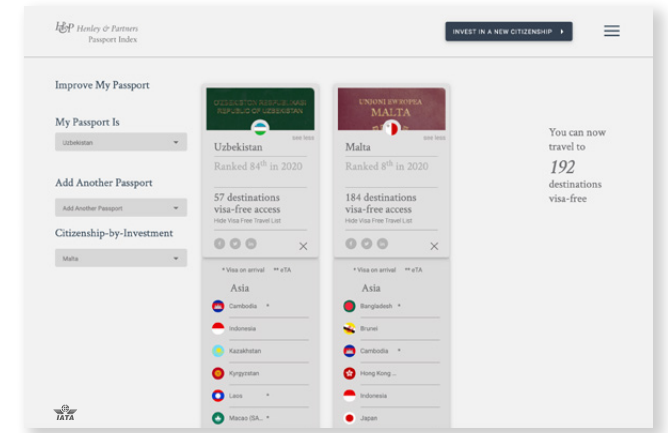 H&P Henley & Partners
Passport Index
INVEST IN A NEW CITIZENSHIP
Improve My Passport
My Passport Is
Uzbekistan
Add Another Passport
Add Another Passport
Citizenship-by-Investment
Malta
REPUBLIC OF UZBEKISTAN
Uzbekistan
Ranked 84th in 2020
57 destinations
visa-free access
Hide Visa Free Travel List
* Visa on arrival ** eTA
Asia
Cambodia *
Indonesia
Kazakhstan
Kyrgyzstan
Laos *
Macao (SA... *
UNJONI EWROPEA
MALTA
Malta
Ranked 8th in 2020
184 destinations
visa-free access
Hide Visa Free Travel List
* Visa on arrival ** eTA
Asia
Bangladesh *
Brunei
Cambodia *
Hong Kong ...
Indonesia
Japan
You can now
travel to
192
destinations
visa-free
IATA